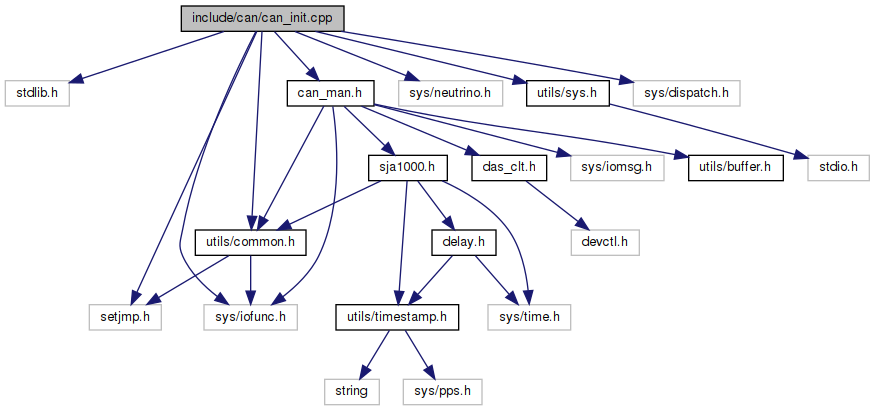 include/can/can_init.cpp
stdlib.h
can_man.h
sys/neutrino.h
utils/sys.h
sys/dispatch.h
sja1000.h
das_clt.h
sys/iomsg.h
utils/buffer.h
stdio.h
utils/common.h
delay.h
devctl.h
setjmp.h
sys/iofunc.h
utils/timestamp.h
sys/time.h
string
sys/pps.h